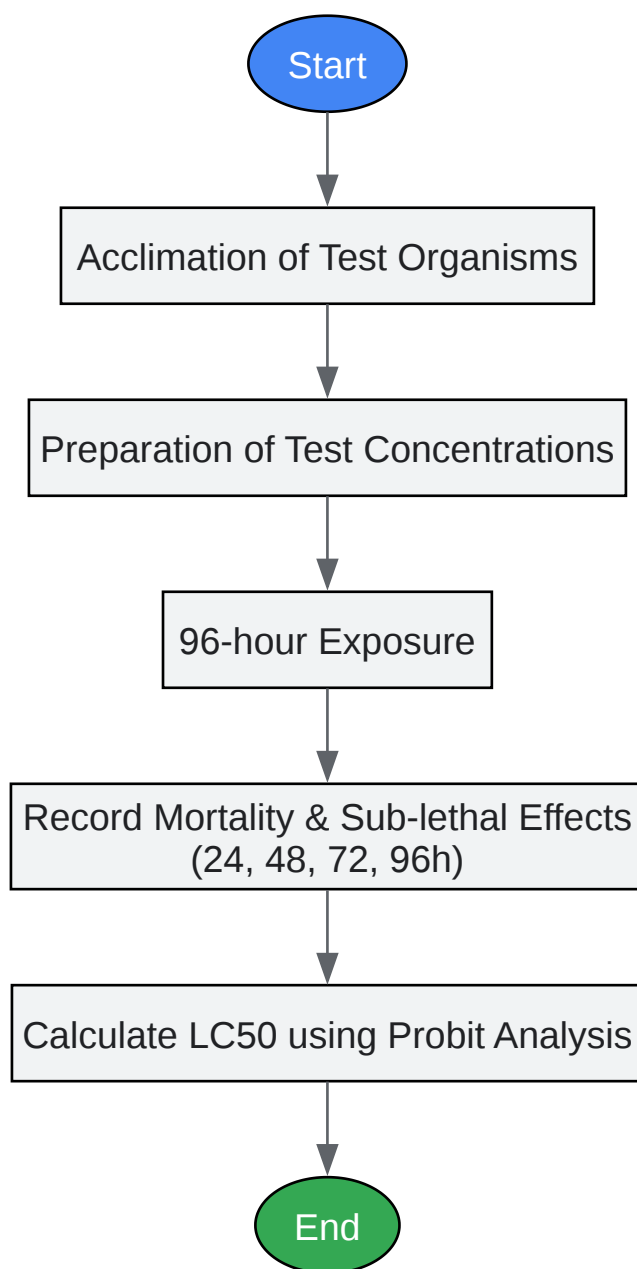 Start
Acclimation of Test Organisms
Preparation of Test Concentrations
96-hour Exposure
Record Mortality & Sub-lethal Effects
(24, 48, 72, 96h)
Calculate LC50 using Probit Analysis
End